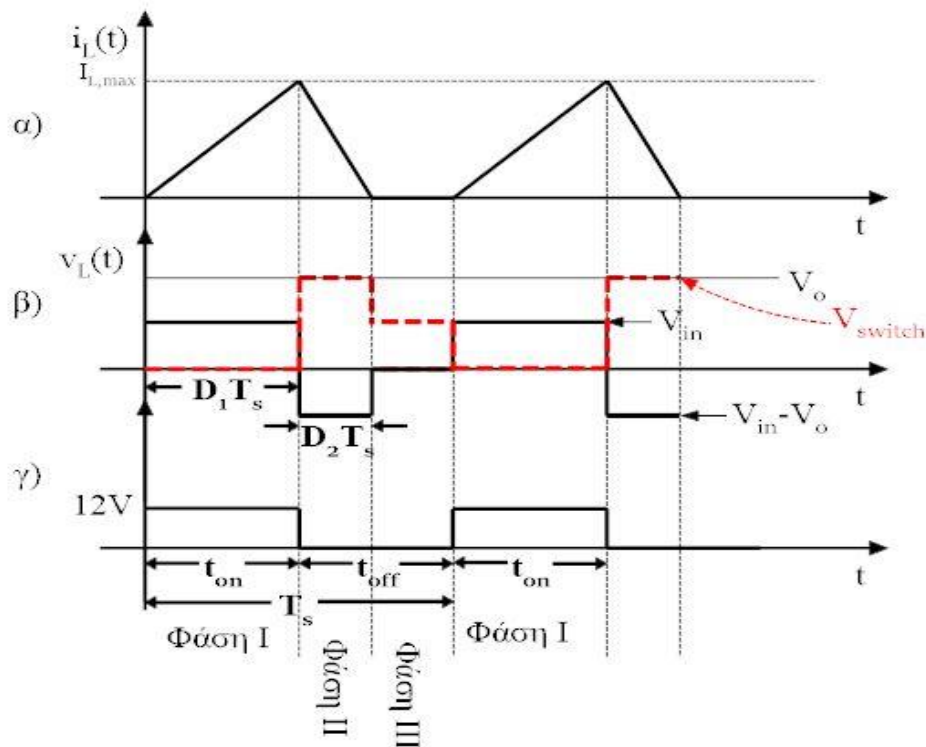 i_L(t)
I_L,max
α)
t
v_L(t)
V_o
β)
V_in
V_switch
D_1T_s
V_in-V_o
D_2T_s
γ)
12V
t_on
t_off
t_on
t
T_s
Φάση I
Φάση I
Φάση II
Φάση III